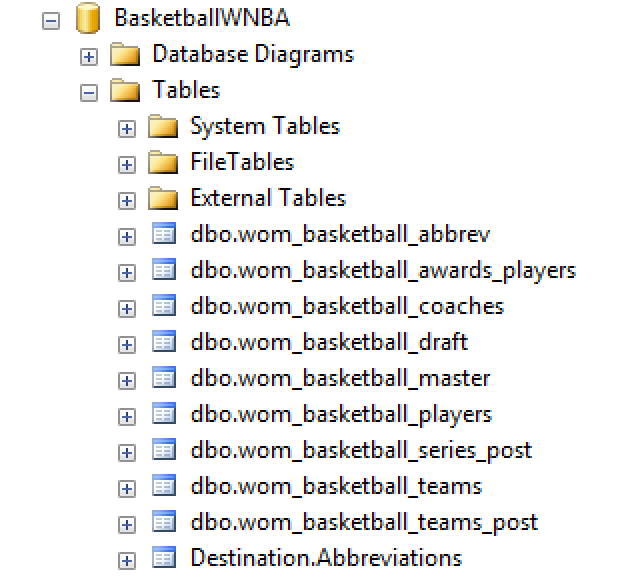 BasketballWNBA
Database Diagrams
Tables
System Tables
FileTables
External Tables
dbo.wom_basketball_abbrev
dbo.wom_basketball_awards_players
dbo.wom_basketball_coaches
dbo.wom_basketball_draft
dbo.wom_basketball_master
dbo.wom_basketball_players
dbo.wom_basketball_series_post
dbo.wom_basketball_teams
dbo.wom_basketball_teams_post
Destination.Abbreviations